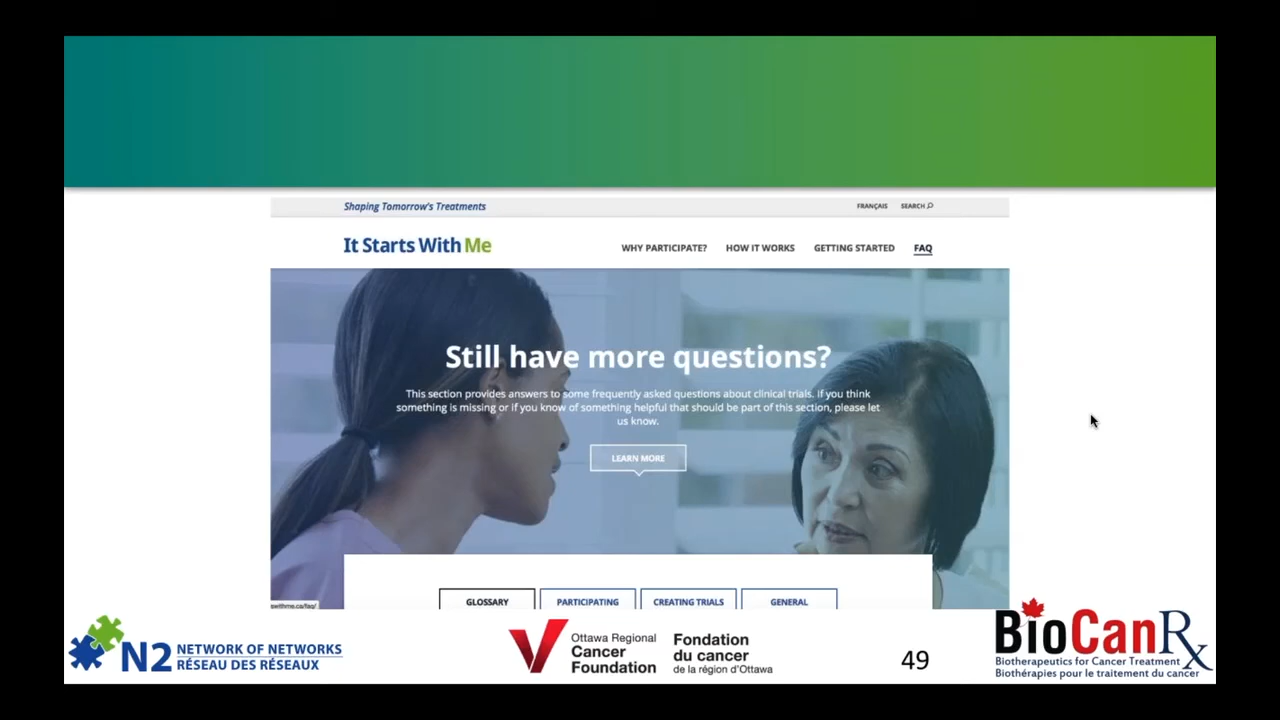 Shaping Tomorrow's Treatments
FRANÇAIS
SEARCH
It Starts With Me
WHY PARTICIPATE?
HOW IT WORKS
GETTING STARTED
FAQ
Still have more questions?
This section provides answers to some frequently asked questions about clinical trials. If you think
something is missing or if you know of something helpful that should be part of this section, please let
us know.
LEARN MORE
GLOSSARY
PARTICIPATING
CREATING TRIALS
GENERAL
N2
NETWORK OF NETWORKS
RÉSEAU DES RÉSEAUX
Ottawa Regional
Cancer
Foundation
Fondation
du cancer
de la région d'Ottawa
49
BioCanRx
Biotherapeutics for Cancer Treatment
Biothérapies pour le traitement du cancer